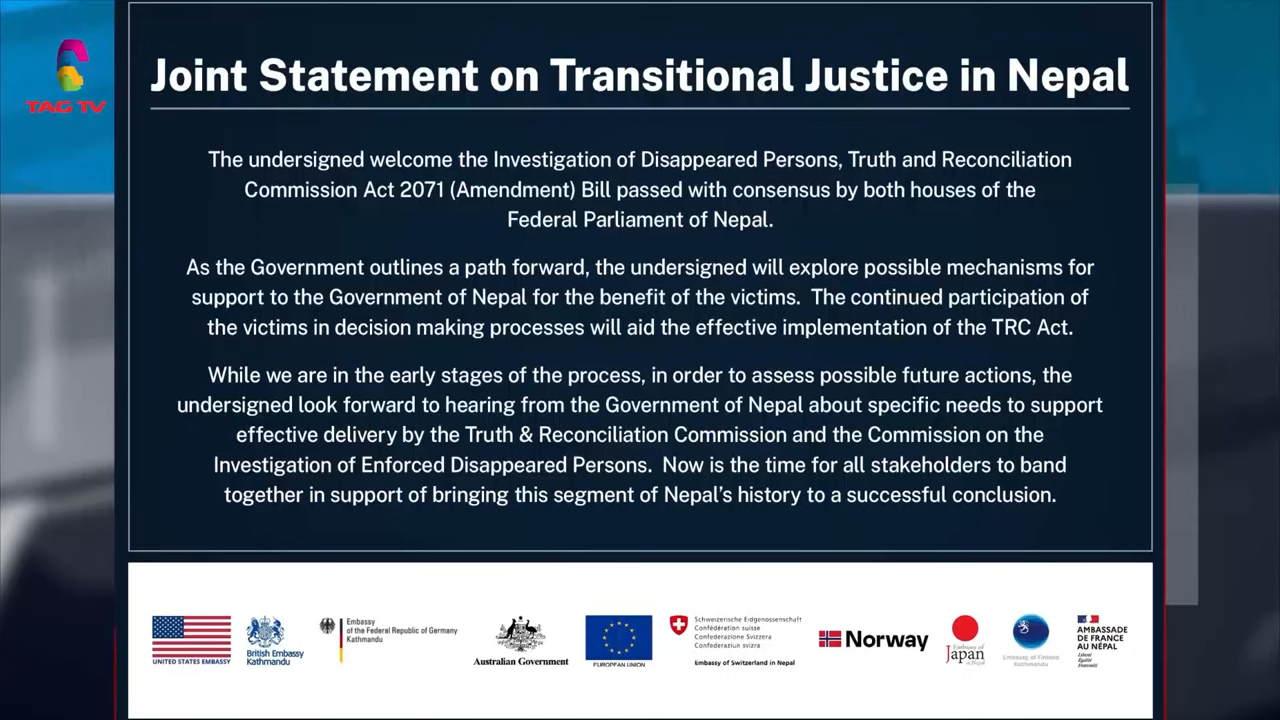 TAG TV
Joint Statement on Transitional Justice in Nepal
The undersigned welcome the Investigation of Disappeared Persons, Truth and Reconciliation
Commission Act 2071 (Amendment) Bill passed with consensus by both houses of the
Federal Parliament of Nepal.
As the Government outlines a path forward, the undersigned will explore possible mechanisms for
support to the Government of Nepal for the benefit of the victims.  The continued participation of
the victims in decision making processes will aid the effective implementation of the TRC Act.
While we are in the early stages of the process, in order to assess possible future actions, the
undersigned look forward to hearing from the Government of Nepal about specific needs to support
effective delivery by the Truth & Reconciliation Commission and the Commission on the
Investigation of Enforced Disappeared Persons.  Now is the time for all stakeholders to band
together in support of bringing this segment of Nepal's history to a successful conclusion.
UNITED STATES EMBASSY
British Embassy
Kathmandu
Embassy
of the Federal Republic of Germany
Kathmandu
Australian Government
EUROPEAN UNION
Schweizerische Eidgenossenschaft
Confédération suisse
Confederazione Svizzera
Confederaziun svizra
Embassy of Switzerland in Nepal
Norway
Embassy of
Japan
in Nepal
Embassy of Finland
Kathmandu
AMBASSADE
DE FRANCE
AU NÉPAL
Liberté
Égalité
Fraternité